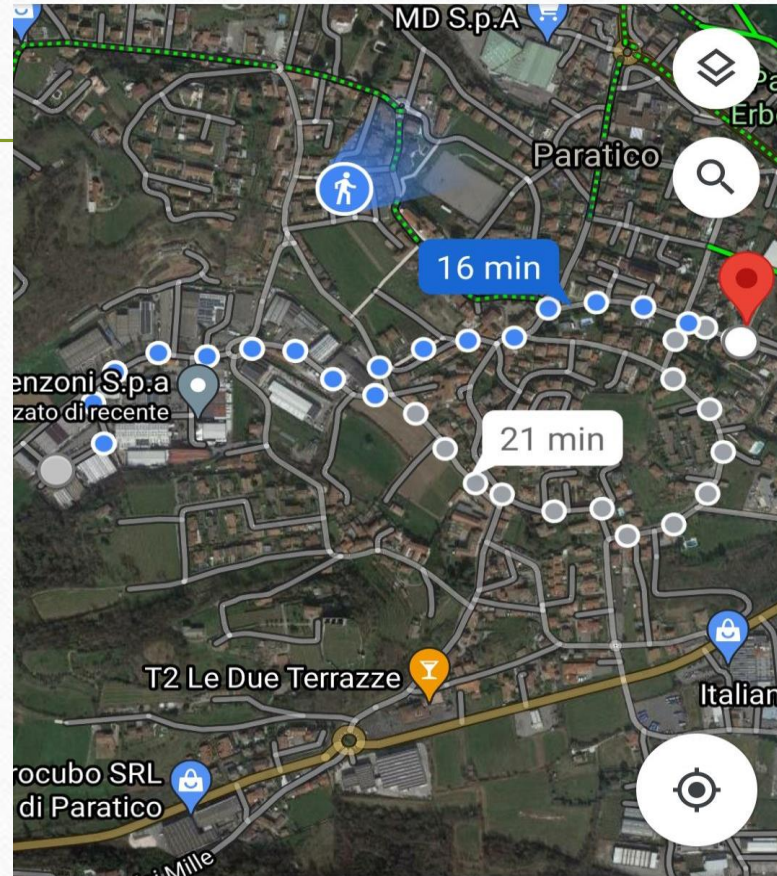 MD S.p.A
Pa
Erb
Paratico
16 min
enzoni S.p.a
zato di recente
21 min
T2 Le Due Terrazze
Italian
rocubo SRL
di Paratico
Mille